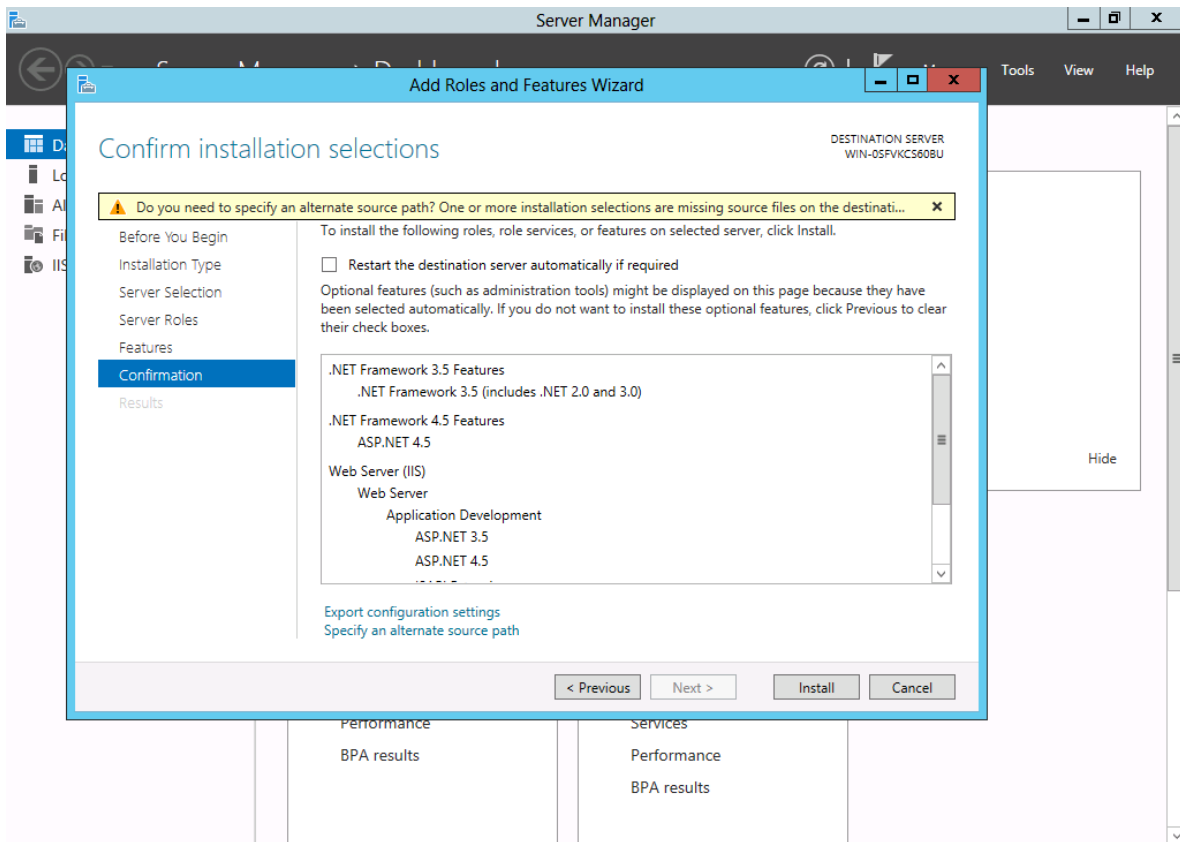 Server Manager
Tools View Help
Add Roles and Features Wizard
Confirm installation selections
DESTINATION SERVER
WIN-0SFVKCS60BU
Do you need to specify an alternate source path? One or more installation selections are missing source files on the destinati...
Before You Begin
Installation Type
Server Selection
Server Roles
Features
Confirmation
Results
To install the following roles, role services, or features on selected server, click Install.
Restart the destination server automatically if required
Optional features (such as administration tools) might be displayed on this page because they have
been selected automatically. If you do not want to install these optional features, click Previous to clear
their check boxes.
.NET Framework 3.5 Features
.NET Framework 3.5 (includes .NET 2.0 and 3.0)
.NET Framework 4.5 Features
ASP.NET 4.5
Web Server (IIS)
Web Server
Application Development
ASP.NET 3.5
ASP.NET 4.5
Export configuration settings
Specify an alternate source path
< Previous
Next >
Install
Cancel
Hide
Performance
BPA results
Services
Performance
BPA results